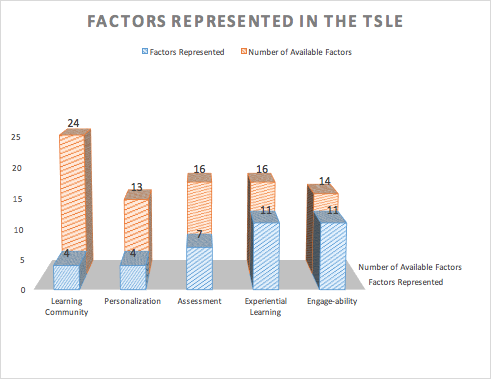 FACTORS REPRESENTED IN THE TSLE
Factors Represented
Number of Available Factors
24
13
16
16
14
4
4
7
11
11
25
20
15
10
5
0
Number of Available Factors
Factors Represented
Learning
Community
Personalization
Assessment
Experiential
Learning
Engage-ability